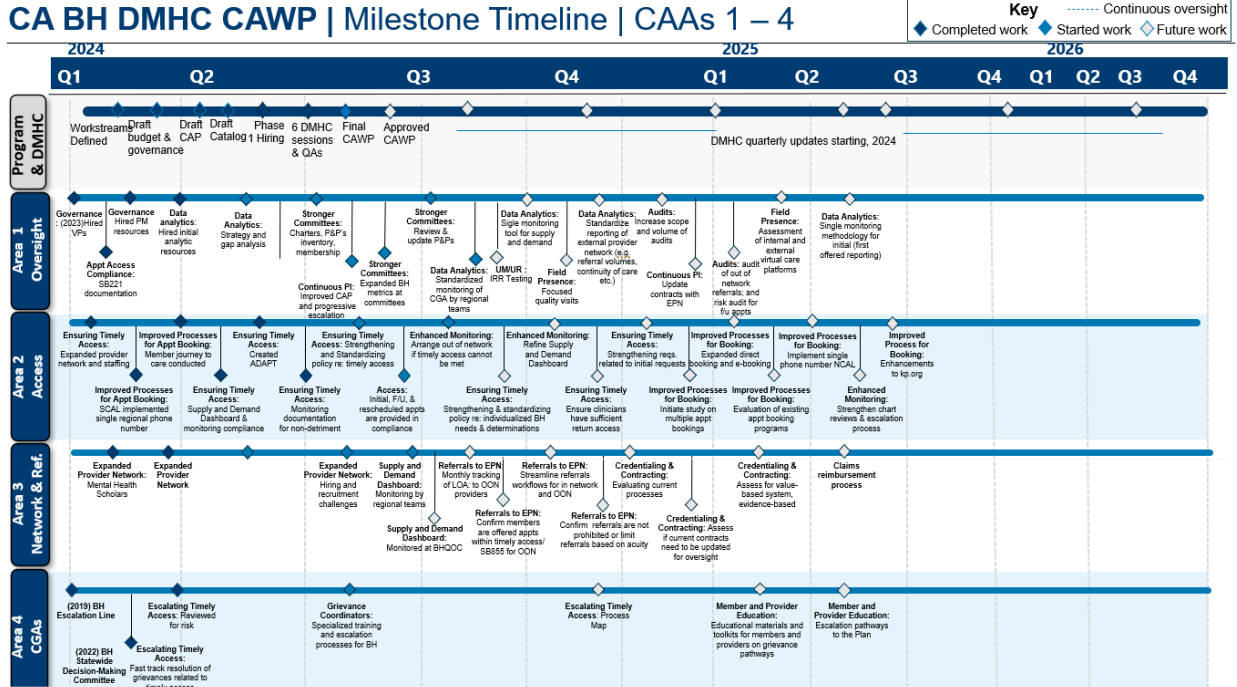 CA BH DMHC CAWP | Milestone Timeline | CAAs 1 – 4
Key
Continuous oversight
Completed work
Started work
Future work
2024
2025
2026
Q1
Q2
Q3
Q4
Q1
Q2
Q3
Q4
Q1
Q2
Q3
Q4
Program
& DMHC
Workstreams
Defined
Draft
budget &
governance
Draft
CAP
Draft
Catalog
Phase
1 Hiring
6 DMHC
sessions
& QAs
Final
CAWP
Approved
CAWP
DMHC quarterly updates starting, 2024
Area 1
Oversight
Governance
: (2023)Hired
VPs
Appt Access
Compliance:
SB221
documentation
Governance
Hired PM
resources
Data
analytics:
Hired initial
analytic
resources
Data
Analytics:
Strategy and
gap analysis
Stronger
Committees:
Charters, P&P's
inventory,
membership
Continuous PI:
Improved CAP
and progressive
escalation
Stronger
Committees:
Expanded BH
metrics at
committees
Stronger
Committees:
Review &
update P&Ps
Data Analytics:
Standardized
monitoring of
CGA by regional
teams
UM/UR :
IRR Testing
Data Analytics:
Sigle monitoring
tool for supply
and demand
Field
Presence:
Focused
quality visits
Data Analytics:
Standardize
reporting of
external provider
network (e.g.
referral volumes,
continuity of care
etc.)
Audits:
Increase scope
and volume of
audits
Continuous PI:
Update
contracts with
EPN
Audits: audit
of out of
network
referrals; and
risk audit for
f/u appts
Field
Presence:
Assessment
of internal and
external
virtual care
platforms
Data Analytics:
Single monitoring
methodology for
initial (first
offered reporting)
Area 2
Access
Ensuring Timely
Access:
Expanded provider
network and staffing
Improved Processes
for Appt Booking:
SCAL implemented
single regional phone
number
Improved Processes
for Appt Booking:
Member journey to
care conducted
Ensuring Timely
Access:
Supply and Demand
Dashboard &
monitoring compliance
Ensuring Timely
Access:
Created
ADAPT
Ensuring Timely
Access:
Monitoring
documentation
for non-detriment
Ensuring Timely
Access: Strengthening
and Standardizing
policy re: timely access
Access:
Initial, F/U, &
rescheduled appts
are provided in
compliance
Enhanced Monitoring:
Arrange out of network
if timely access cannot
be met
Ensuring Timely
Access:
Strengthening & standardizing
policy re: individualized BH
needs & determinations
Enhanced Monitoring:
Refine Supply
and Demand
Dashboard
Ensuring Timely
Access:
Ensure clinicians
have sufficient
return access
Ensuring Timely
Access:
Strengthening reqs.
related to initial requests
Improved Processes
for Booking:
Initiate study on
multiple appt
bookings
Improved Processes
for Booking:
Expanded direct
booking and e-booking
Improved Processes
for Booking:
Evaluation of existing
appt booking
programs
Improved Processes
for Booking:
Implement single
phone number NCAL
Enhanced
Monitoring:
Strengthen chart
reviews & escalation
process
Improved
Process for
Booking:
Enhancements
to kp.org
Area 3
Network & Ref.
Expanded
Provider Network:
Mental Health
Scholars
Expanded
Provider
Network
Expanded
Provider Network:
Hiring and
recruitment
challenges
Supply and
Demand
Dashboard:
Monitoring by
regional teams
Supply and Demand
Dashboard:
Monitored at BHQOC
Referrals to EPN:
Monthly tracking
of LOA: to OON
providers
Referrals to EPN:
Confirm members
are offered appts
within timely access/
SB855 for OON
Referrals to EPN:
Streamline referrals
workflows for in network
and OON
Referrals to EPN:
Confirm referrals are not
prohibited or limit
referrals based on acuity
Credentialing &
Contracting:
Evaluating current
processes
Credentialing &
Contracting: Assess
if current contracts
need to be updated
for oversight
Credentialing &
Contracting:
Assess for value-
based system,
evidence-based
Claims
reimbursement
process
Area 4
CGAs
(2019) BH
Escalation Line
(2022) BH
Statewide
Decision-Making
Committee
Escalating Timely
Access: Reviewed
for risk
Escalating Timely
Access:
Fast track resolution of
grievances related to
Grievance
Coordinators:
Specialized training
and escalation
processes for BH
Escalating Timely
Access: Process
Map
Member and Provider
Education:
Educational materials and
toolkits for members and
providers on grievance
pathways
Member and
Provider Education:
Escalation pathways
to the Plan